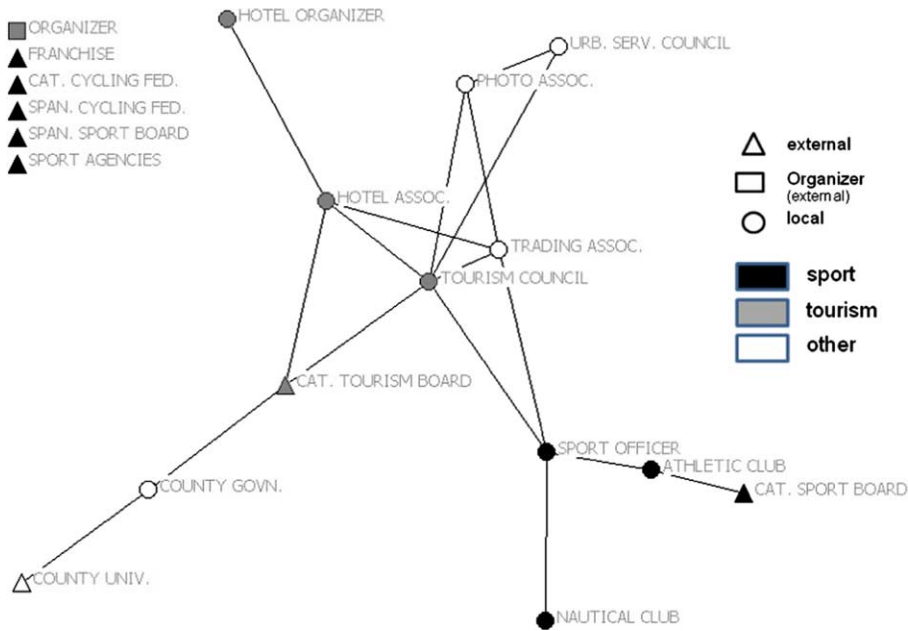 HOTEL ORGANIZER
ORGANIZER
FRANCHISE
CAT. CYCLING FED.
SPAN. CYCLING FED.
SPAN. SPORT BOARD
SPORT AGENCIES
URB. SERV. COUNCIL
PHOTO ASSOC.
external
Organizer
(external)
local
HOTEL ASSOC.
TRADING ASSOC.
TOURISM COUNCIL
sport
tourism
other
CAT. TOURISM BOARD
SPORT OFFICER
ATHLETIC CLUB
CAT. SPORT BOARD
COUNTY GOVN.
COUNTY UNIV.
NAUTICAL CLUB